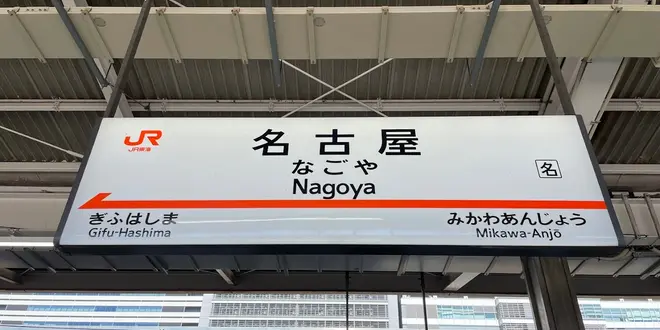 JR
JR東海
名古屋
なごや
Nagoya
名
ぎふはしま
Gifu-Hashima
みかわあんじょう
Mikawa-Anjō